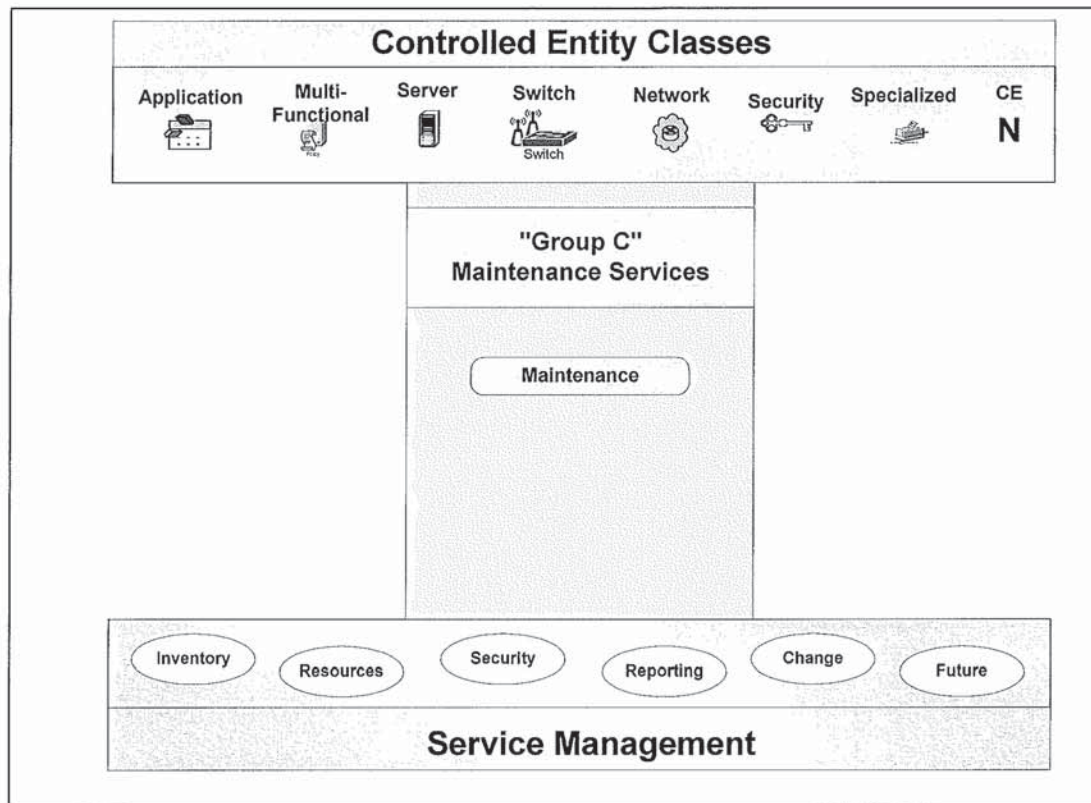 Controlled Entity Classes
Application
Multi-
Functional
Server
Switch
Network
Security
Specialized
CE
N
Switch
"Group C"
Maintenance Services
Maintenance
Inventory
Resources
Security
Reporting
Change
Future
Service Management